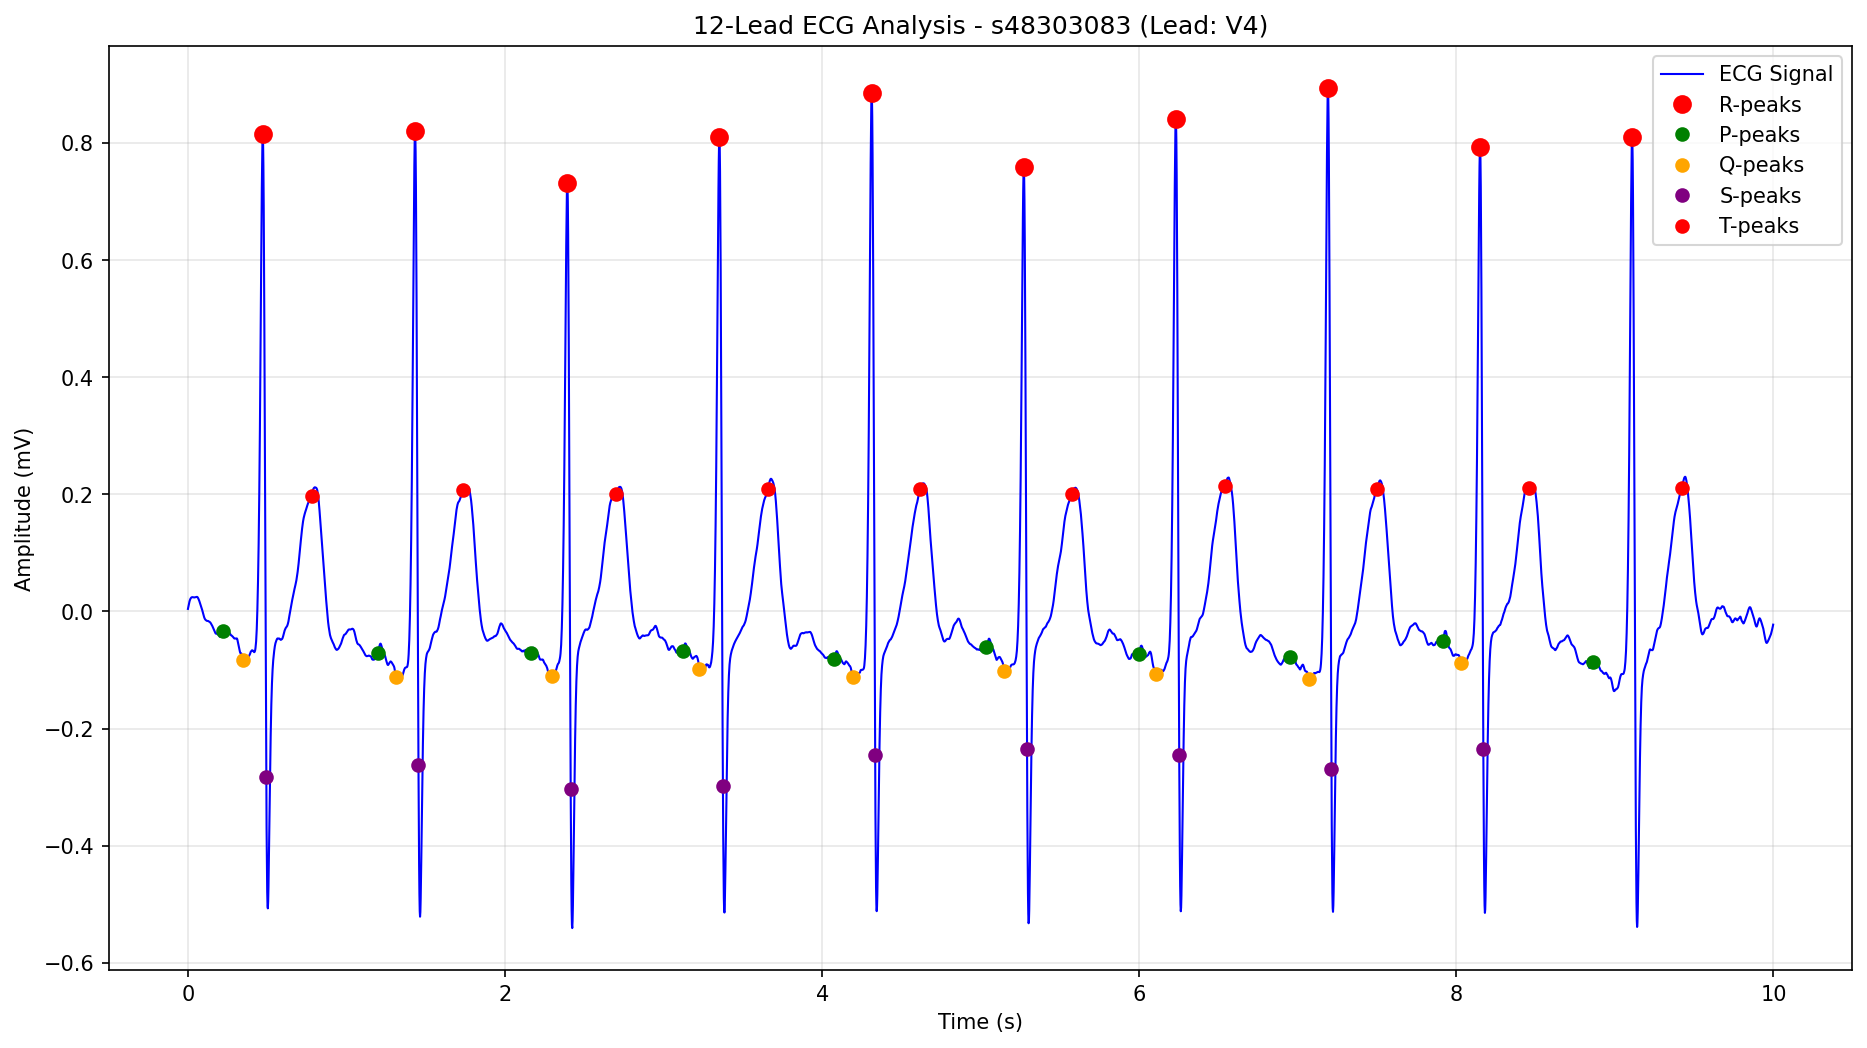 12-Lead ECG Analysis - s48303083 (Lead: V4)
ECG Signal
R-peaks
P-peaks
Q-peaks
S-peaks
T-peaks
Amplitude (mV)
0.8
0.6
0.4
0.2
0.0
−0.2
−0.4
−0.6
0 2 4 6 8 10
Time (s)